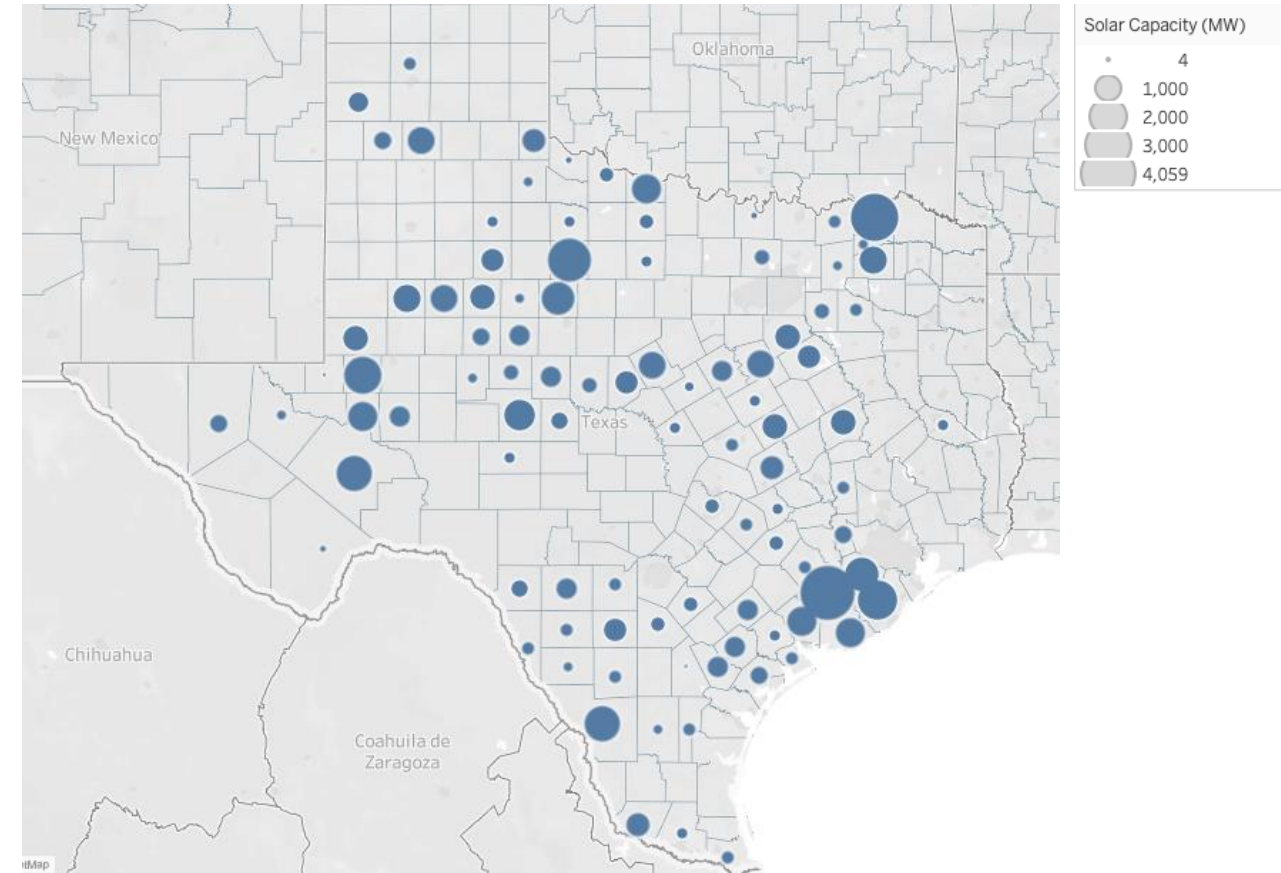 Oklahoma
New Mexico
Texas
Chihuahua
Coahuila de
Zaragoza
Solar Capacity (MW)
4
1,000
2,000
3,000
4,059